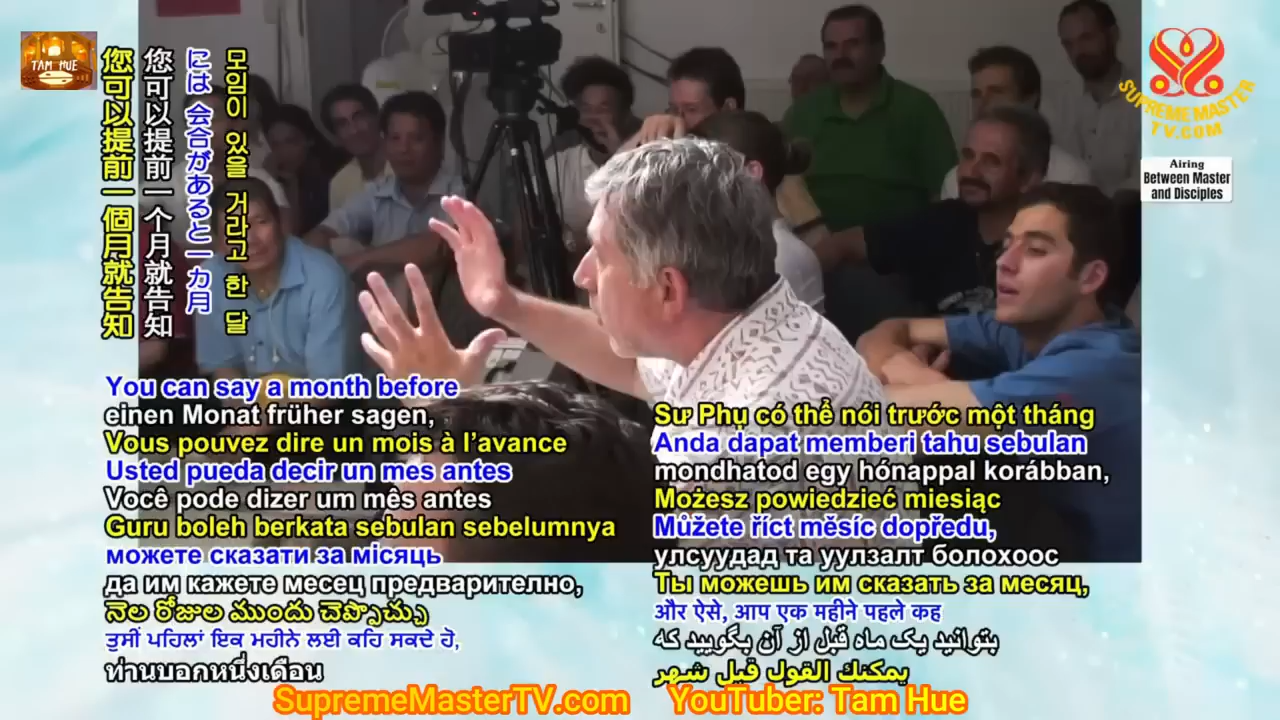 TAM HUE
您可以提前一個月就告知
您可以提前一个月就告知
には 会合があると一カ月
모임이 있을 거라고 한 달
SUPREME MASTER
TV.COM
Airing
Between Master
and Disciples
You can say a month before
einen Monat früher sagen,
Vous pouvez dire un mois à l’avance
Usted pueda decir un mes antes
Você pode dizer um mês antes
Guru boleh berkata sebulan sebelumnya
можете сказати за місяць
да им кажете месец предварително,
నెల రోజుల ముందు చెప్పొచ్చు
ਤੁਸੀਂ ਪਹਿਲਾਂ ਇਕ ਮਹੀਨੇ ਲਈ ਕਹਿ ਸਕਦੇ ਹੋ,
ท่านบอกหนึ่งเดือน
Sư Phụ có thể nói trước một tháng
Anda dapat memberi tahu sebulan
mondhatod egy hónappal korábban,
Możesz powiedzieć miesiąc
Můžete říct měsíc dopředu,
улсуудад та уулзалт болохоос
Ты можешь им сказать за месяц,
और ऐसे, आप एक महीने पहले कह
بتوانید یک ماه قبل از آن بگویید که
يمكنك القول قبل شهر
SupremeMasterTV.com YouTuber: Tam Hue